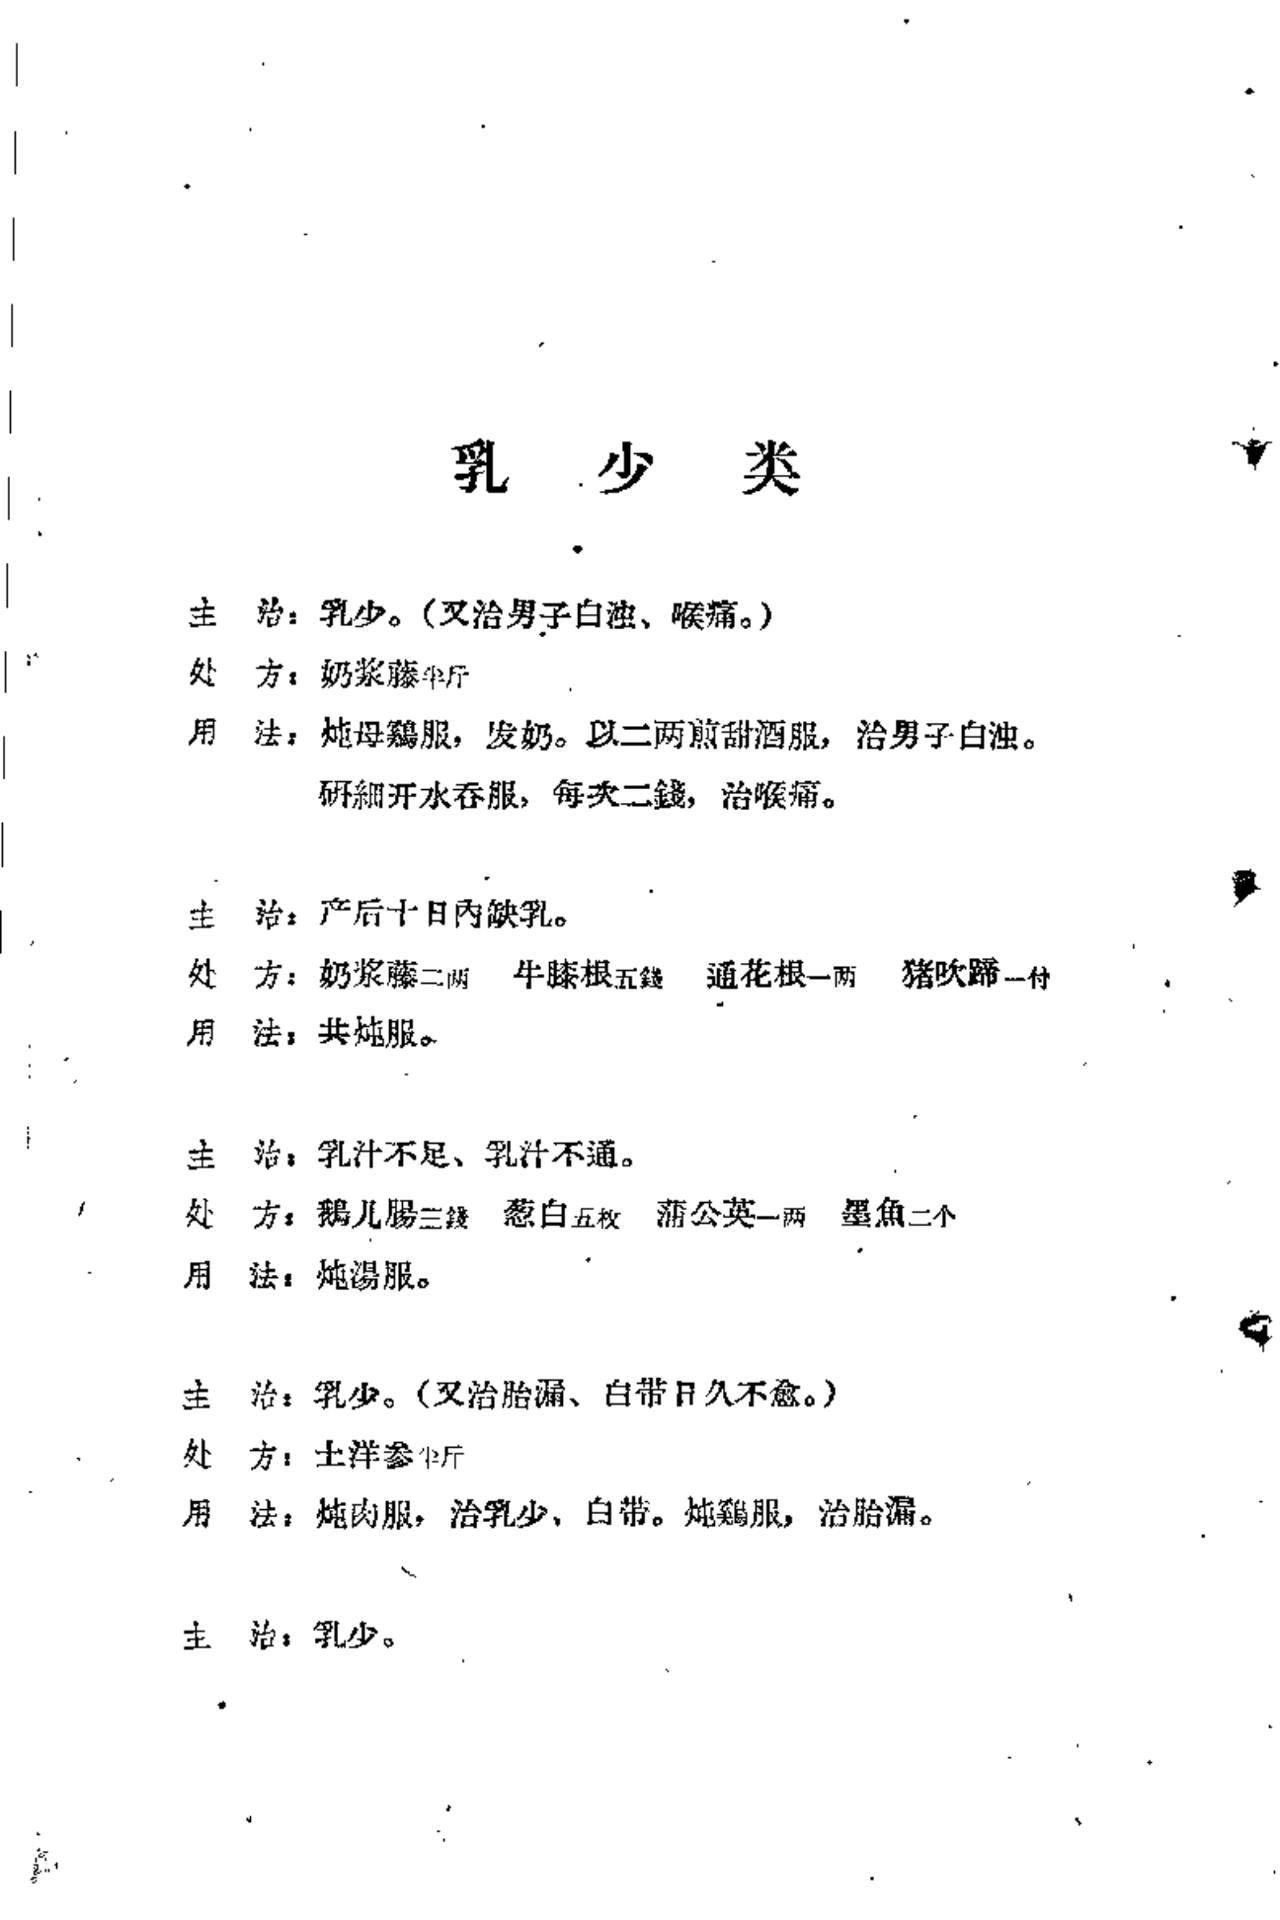 乳少类
主治：乳少。（又治男子白浊、喉痛。）
处方：奶浆藤半斤
用法：炖母鷄服，发奶。以二两煎甜酒服，治男子白浊。
研細开水吞服，每次二錢，治喉痛。
主治：产后十日內缺乳。
处方：奶浆藤二两 牛膝根五錢 通花根一两 猪吹蹄一付
用法：共炖服。
主治：乳汁不足、乳汁不通。
处方：鵝儿腸三錢 葱白五枚 蒲公英一两 墨魚二个
用法：炖湯服。
主治：乳少。（又治胎漏、白带日久不愈。）
处方：土洋参半斤
用法：炖肉服，治乳少、白带。炖鷄服，治胎漏。
主治：乳少。